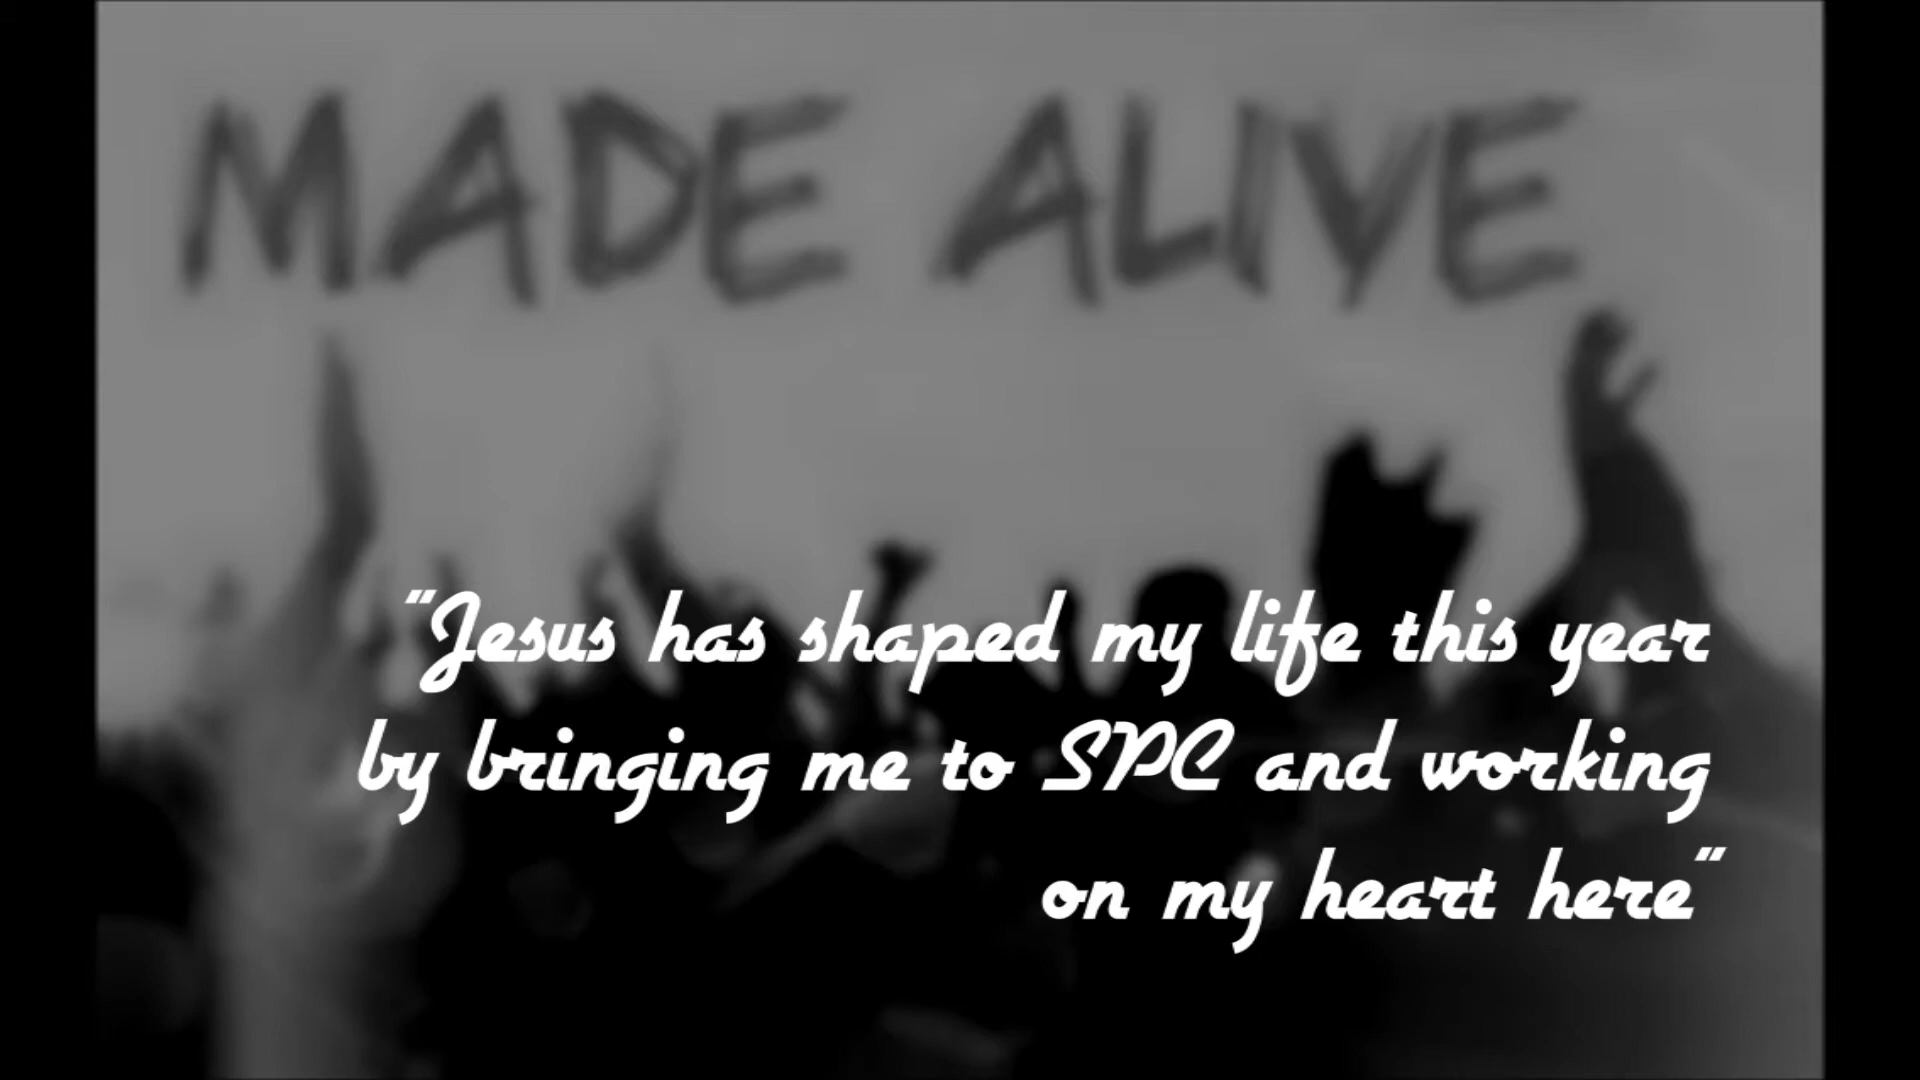 MADE ALIVE
"Jesus has shaped my life this year
by bringing me to SPC and working
on my heart here"